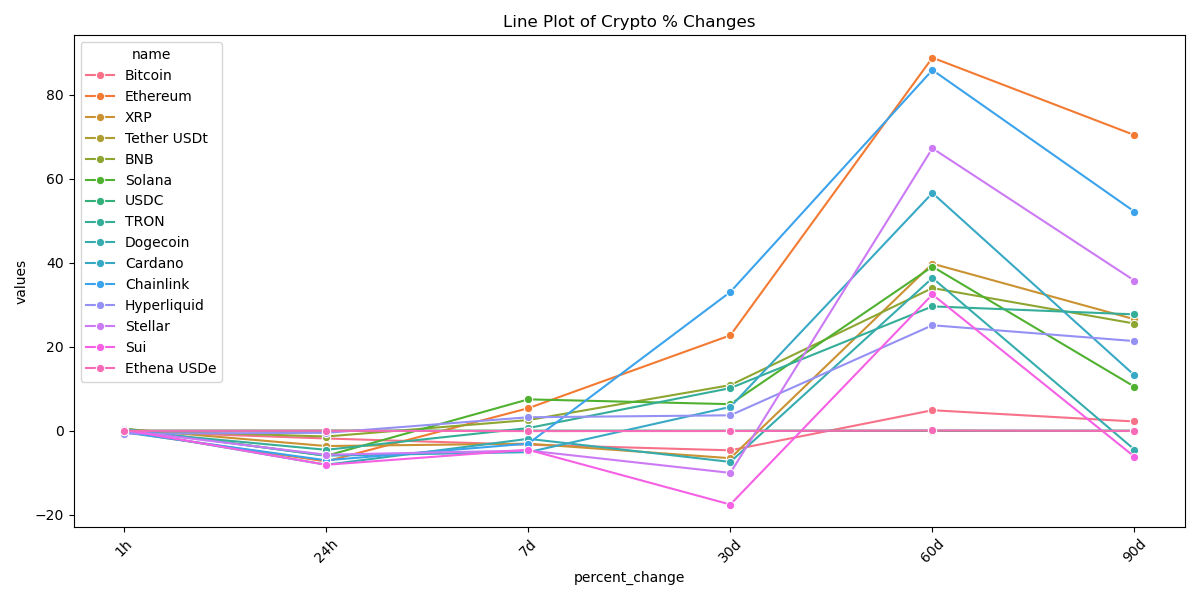 Line Plot of Crypto % Changes
name
Bitcoin
Ethereum
XRP
Tether USDt
BNB
Solana
USDC
TRON
Dogecoin
Cardano
Chainlink
Hyperliquid
Stellar
Sui
Ethena USDe
values
80
60
40
20
0
−20
1h
24h
7d
30d
60d
90d
percent_change